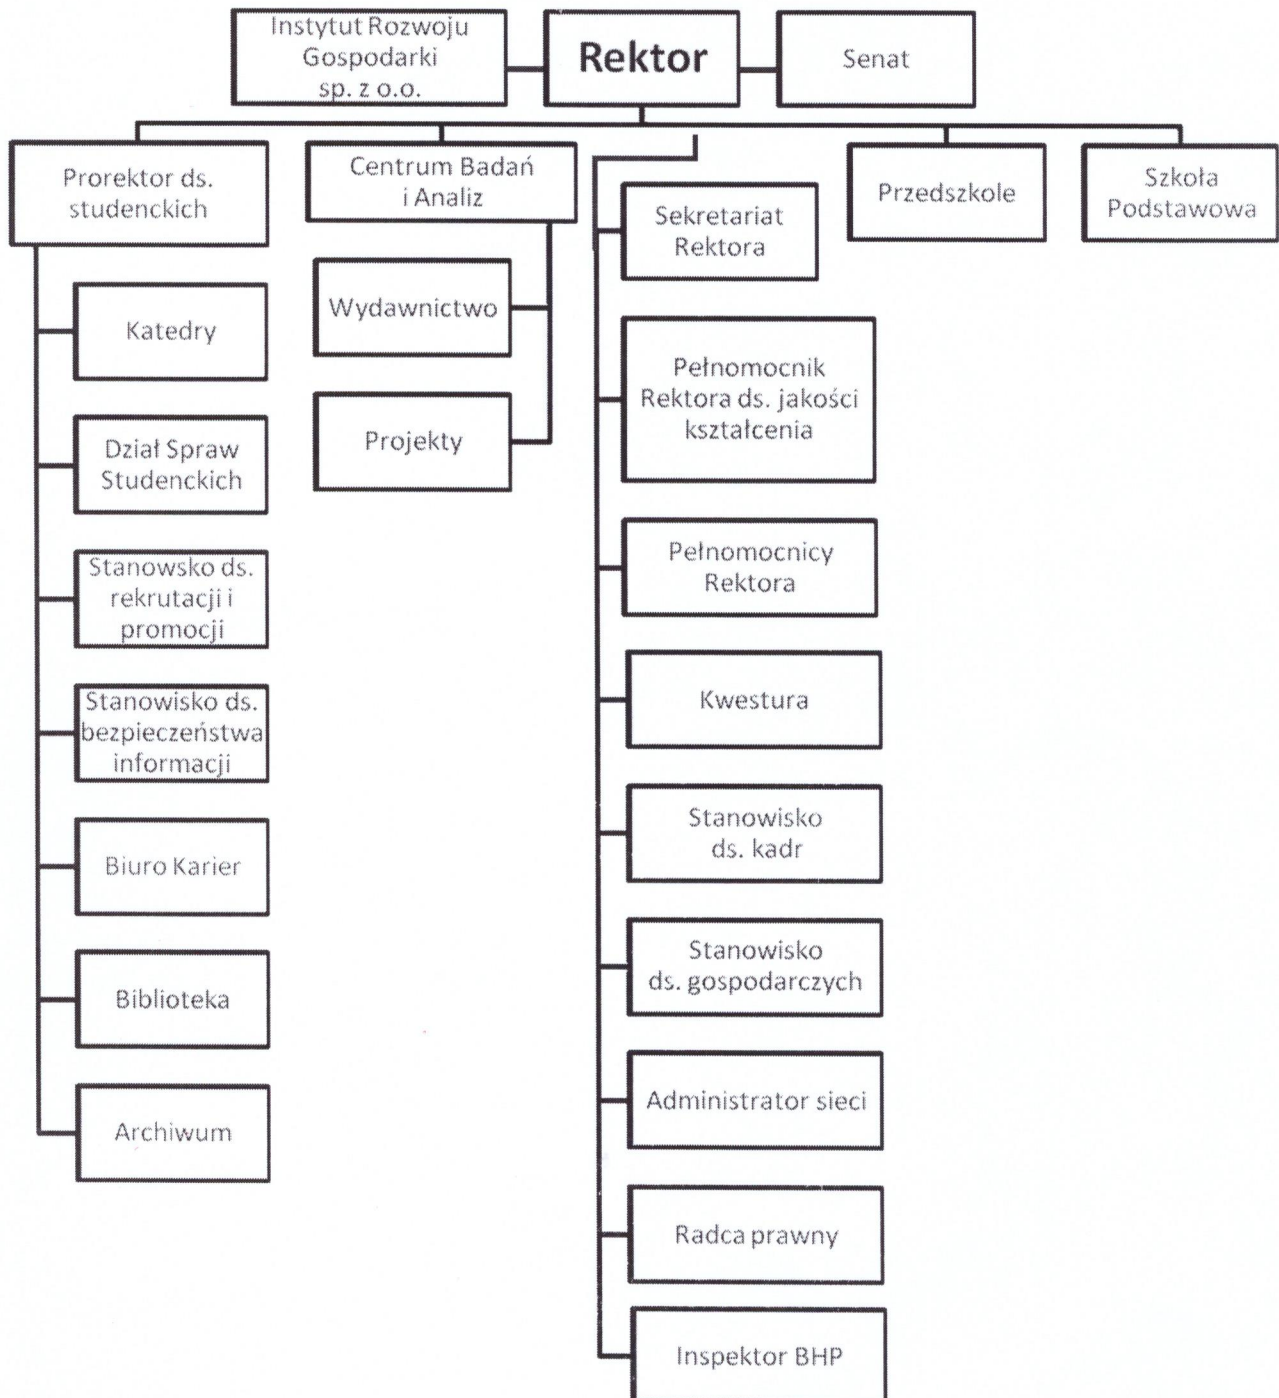 Instytut Rozwoju
Gospodarki
sp. z o.o.
Rektor
Senat
Prorektor ds.
studenckich
Centrum Badań
i Analiz
Sekretariat
Rektora
Przedszkole
Szkoła
Podstawowa
Katedry
Dział Spraw
Studenckich
Stanowsko ds.
rekrutacji i
promocji
Stanowisko ds.
bezpieczeństwa
informacji
Biuro Karier
Biblioteka
Archiwum
Wydawnictwo
Projekty
Pełnomocnik
Rektora ds. jakości
kształcenia
Pełnomocnicy
Rektora
Kwestura
Stanowisko
ds. kadr
Stanowisko
ds. gospodarczych
Administrator sieci
Radca prawny
Inspektor BHP